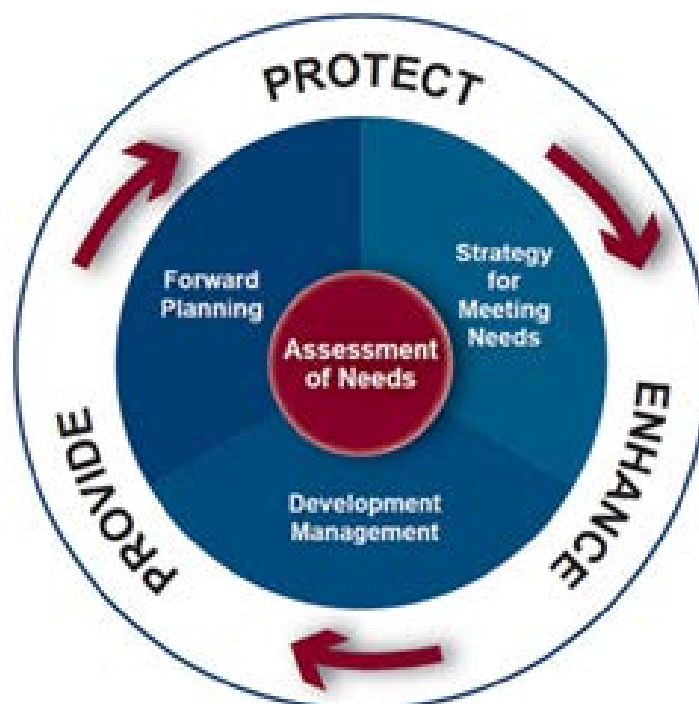 PROTECT
Forward
Planning
Strategy
for
Meeting
Needs
Assessment
of Needs
PROVIDE
ENHANCE
Development
Management